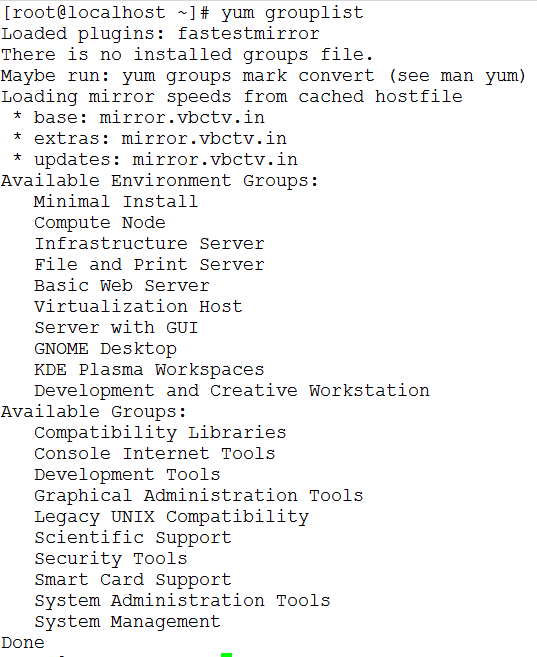 [root@localhost ~]# yum grouplist
Loaded plugins: fastestmirror
There is no installed groups file.
Maybe run: yum groups mark convert (see man yum)
Loading mirror speeds from cached hostfile
 * base: mirror.vbctv.in
 * extras: mirror.vbctv.in
 * updates: mirror.vbctv.in
Available Environment Groups:
   Minimal Install
   Compute Node
   Infrastructure Server
   File and Print Server
   Basic Web Server
   Virtualization Host
   Server with GUI
   GNOME Desktop
   KDE Plasma Workspaces
   Development and Creative Workstation
Available Groups:
   Compatibility Libraries
   Console Internet Tools
   Development Tools
   Graphical Administration Tools
   Legacy UNIX Compatibility
   Scientific Support
   Security Tools
   Smart Card Support
   System Administration Tools
   System Management
Done